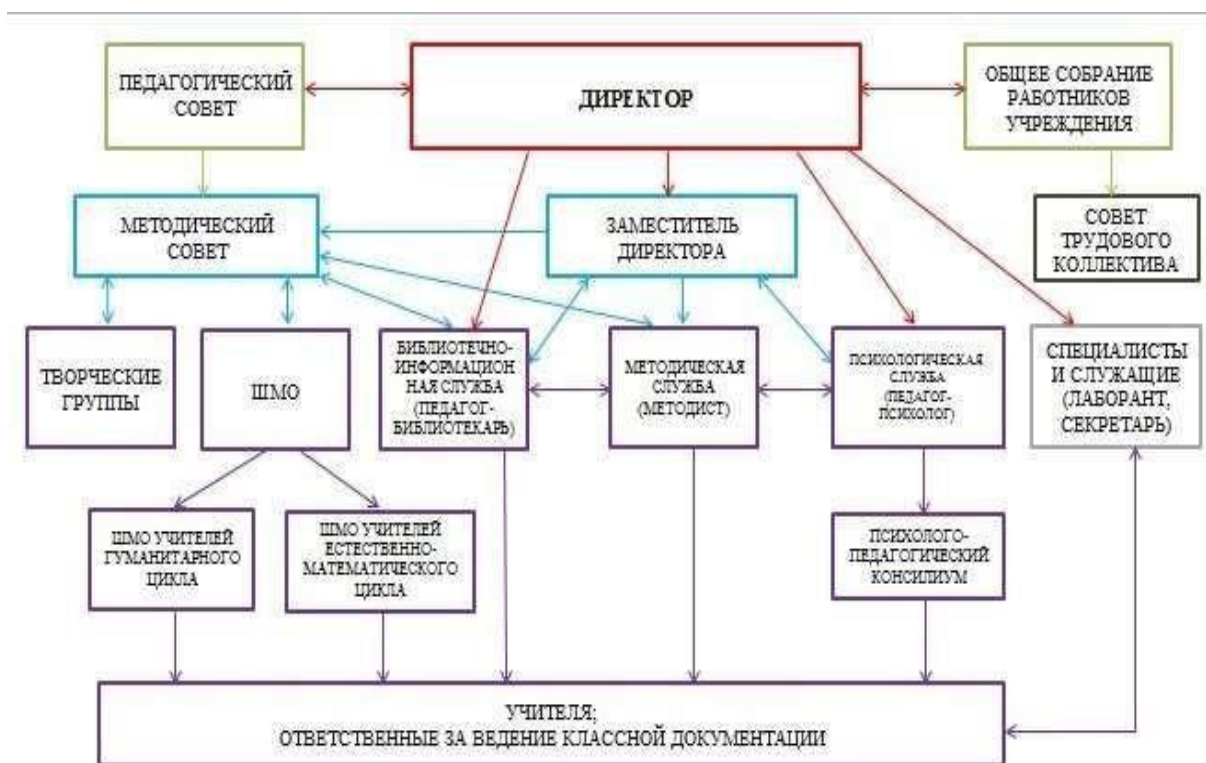 ПЕДАГОГИЧЕСКИЙ
СОВЕТ
ДИРЕКТОР
ОБЩЕЕ СОБРАНИЕ
РАБОТНИКОВ
УЧРЕЖДЕНИЯ
МЕТОДИЧЕСКИЙ
СОВЕТ
ЗАМЕСТИТЕЛЬ
ДИРЕКТОРА
СОВЕТ
ТРУДОВОГО
КОЛЛЕКТИВА
ТВОРЧЕСКИЕ
ГРУППЫ
ШМО
БИБЛИОТЕЧНО-
ИНФОРМАЦИОН
НАЯ СЛУЖБА
(ПЕДАГОГ-
БИБЛИОТЕКАРЬ)
МЕТОДИЧЕСКАЯ
СЛУЖБА
(МЕТОДИСТ)
ПСИХОЛОГИЧЕСКАЯ
СЛУЖБА
(ПЕДАГОГ-
ПСИХОЛОГ)
СПЕЦИАЛИСТЫ
И СЛУЖАЩИЕ
(ЛАБОРАНТ,
СЕКРЕТАРЬ)
ШМО УЧИТЕЛЕЙ
ГУМАНИТАРНОГО
ЦИКЛА
ШМО УЧИТЕЛЕЙ
ЕСТЕСТВЕННО-
МАТЕМАТИЧЕСКОГО
ЦИКЛА
ПСИХОЛОГО-
ПЕДАГОГИЧЕСКИЙ
КОНСИЛИУМ
УЧИТЕЛЯ;
ОТВЕТСТВЕННЫЕ ЗА ВЕДЕНИЕ КЛАССНОЙ ДОКУМЕНТАЦИИ